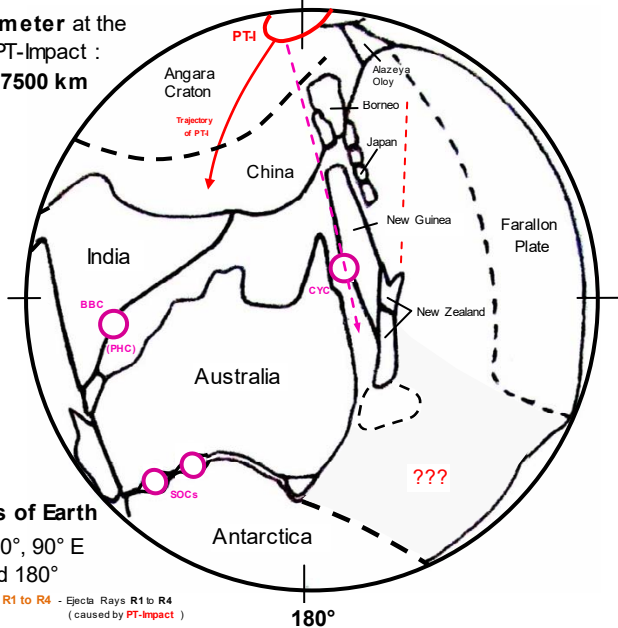 meter at the
PT-Impact :
7500 km
PT-I
Angara
Craton
Alazeya
Oloy
Borneo
Trajectory
of PT-I
Japan
China
New Guinea
India
Farallon
Plate
CYC
BBC
(PHC)
New Zealand
Australia
???
SOCs
s of Earth
Antarctica
0°, 90° E
d 180°
R1 to R4 - Ejecta Rays R1 to R4
( caused by PT-Impact )
180°